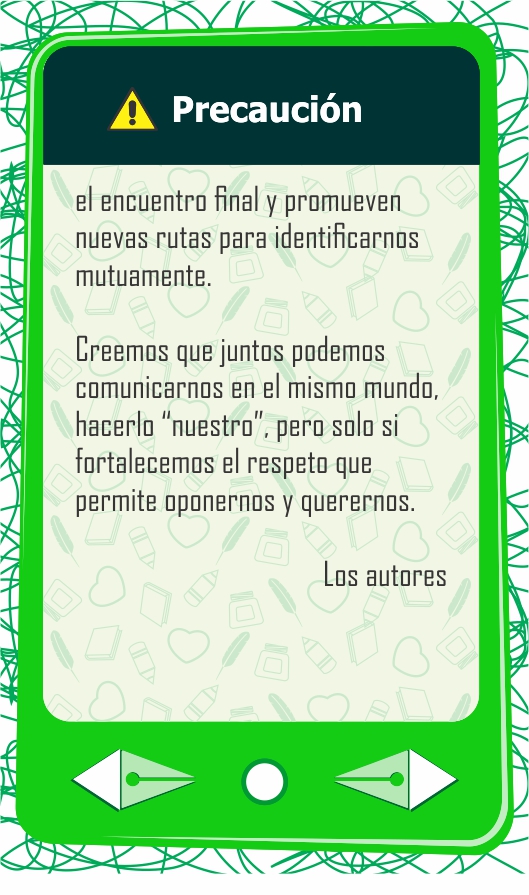 Precaución
el encuentro final y promueven
nuevas rutas para identificarnos
mutuamente.
Creemos que juntos podemos
comunicarnos en el mismo mundo,
hacerlo “nuestro”, pero solo si
fortalecemos el respeto que
permite oponernos y querernos.
Los autores